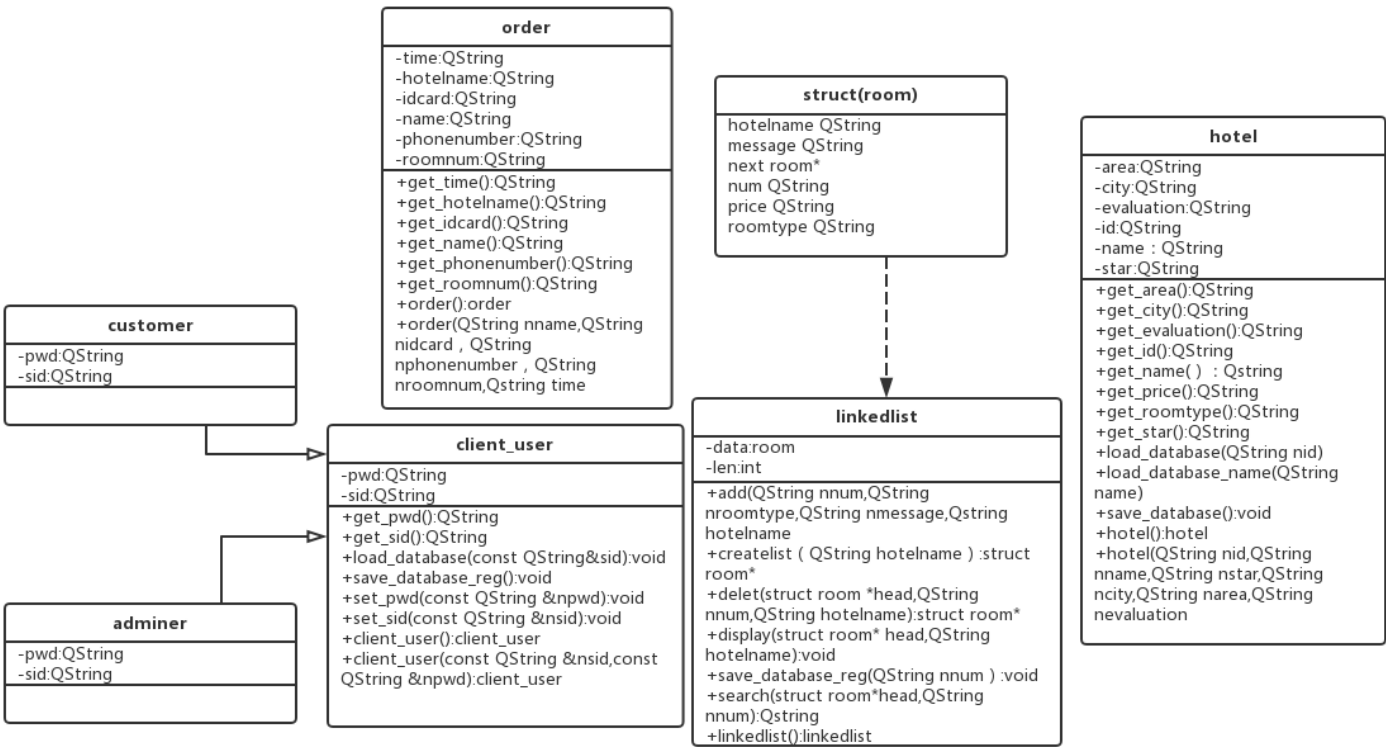 order
-time:QString
-hotelname:QString
-idcard:QString
-name:QString
-phonenumber:QString
-roomnum:QString
+get_time():QString
+get_hotelname():QString
+get_idcard():QString
+get_name():QString
+get_phonenumber():QString
+get_roomnum():QString
+order():order
+order(QString nname,QString
nidcard，QString
nphonenumber，QString
nroomnum,Qstring time
struct(room)
hotelname QString
message QString
next room*
num QString
price QString
roomtype QString
hotel
-area:QString
-city:QString
-evaluation:QString
-id:QString
-name：QString
-star:QString
+get_area():QString
+get_city():QString
+get_evaluation():QString
+get_id():QString
+get_name( ) ：Qstring
+get_price():QString
+get_roomtype():QString
+get_star():QString
+load_database(QString nid)
+load_database_name(QString
name)
+save_database():void
+hotel():hotel
+hotel(QString nid,QString
nname,QString nstar,QString
ncity,QString narea,QString
nevaluation
customer
-pwd:QString
-sid:QString
client_user
-pwd:QString
-sid:QString
+get_pwd():QString
+get_sid():QString
+load_database(const QString&sid):void
+save_database_reg():void
+set_pwd(const QString &npwd):void
+set_sid(const QString &nsid):void
+client_user():client_user
+client_user(const QString &nsid,const
QString &npwd):client_user
adminer
-pwd:QString
-sid:QString
linkedlist
-data:room
-len:int
+add(QString nnum,QString
nroomtype,QString nmessage,Qstring
hotelname
+createlist（QString hotelname）:struct
room*
+delet(struct room *head,QString
nnum,QString hotelname):struct room*
+display(struct room* head,QString
hotelname):void
+save_database_reg(QString nnum）:void
+search(struct room*head,QString
nnum):Qstring
+linkedlist():linkedlist